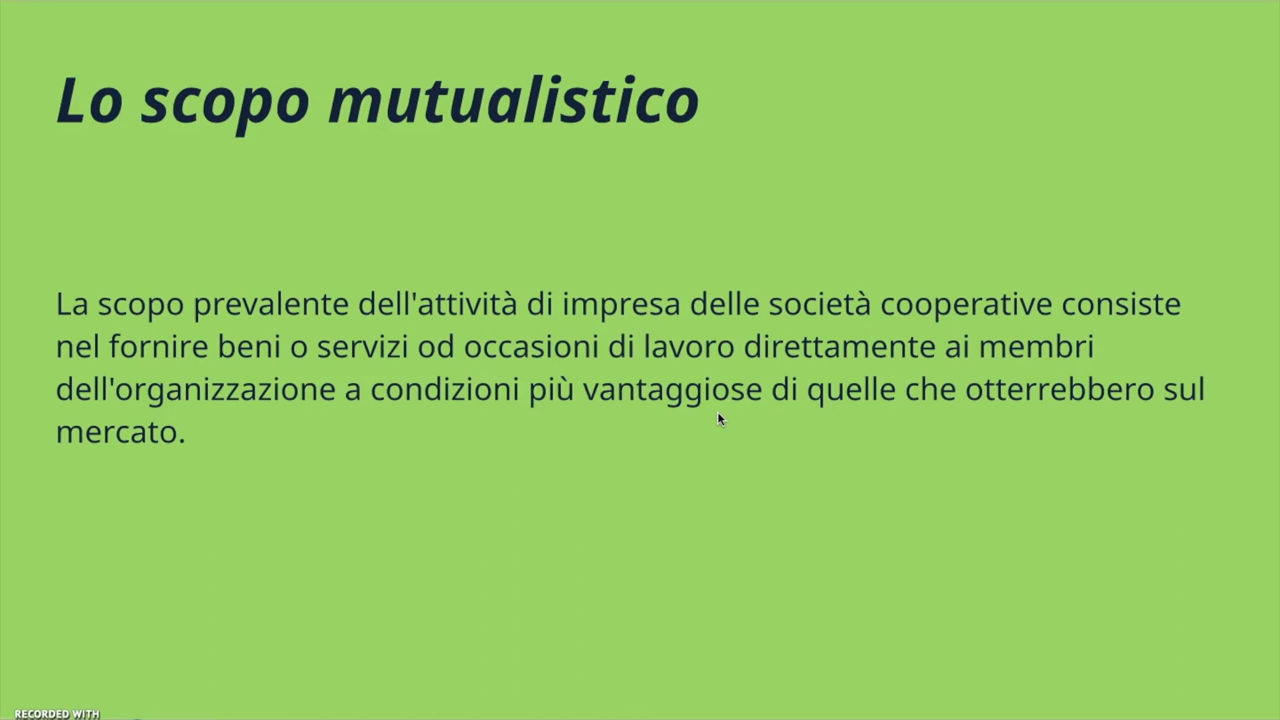 Lo scopo mutualistico
La scopo prevalente dell'attività di impresa delle società cooperative consiste
nel fornire beni o servizi od occasioni di lavoro direttamente ai membri
dell'organizzazione a condizioni più vantaggiose di quelle che otterrebbero sul
mercato.
RECORDED WITH